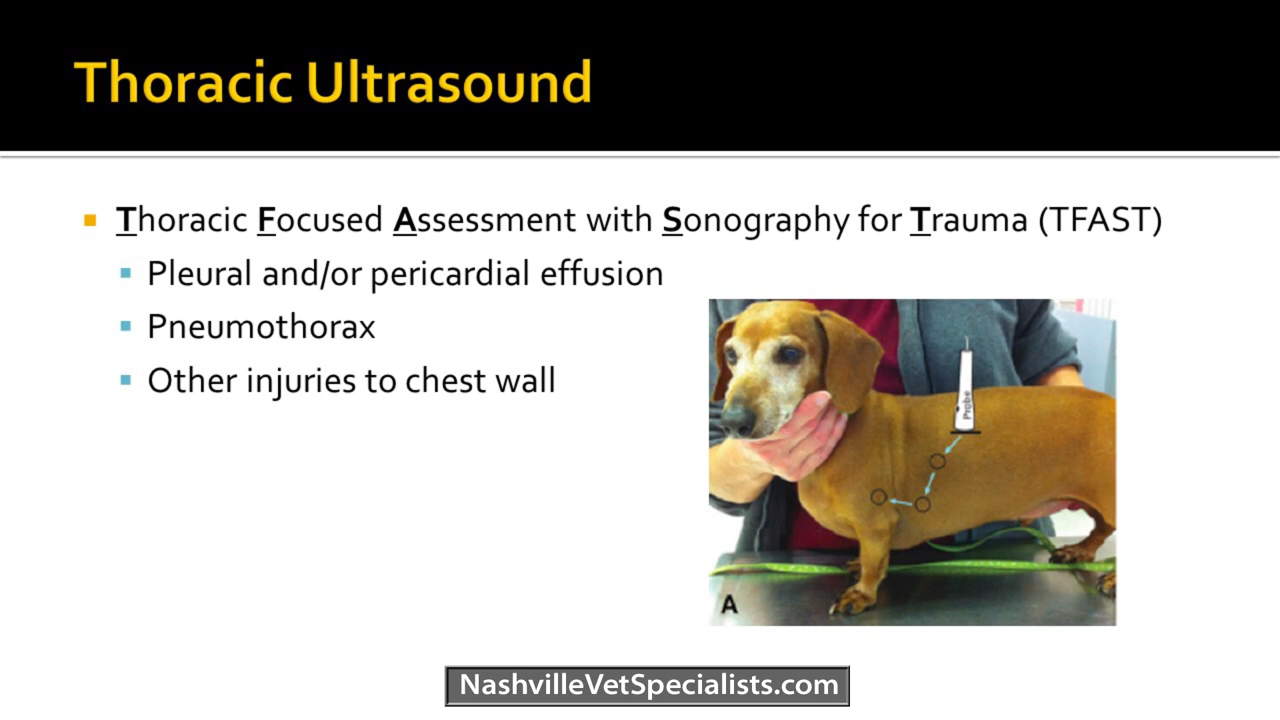 Thoracic Ultrasound
Thoracic Focused Assessment with Sonography for Trauma (TFAST)
Pleural and/or pericardial effusion
Pneumothorax
Other injuries to chest wall
Probe
A
NashvilleVetSpecialists.com